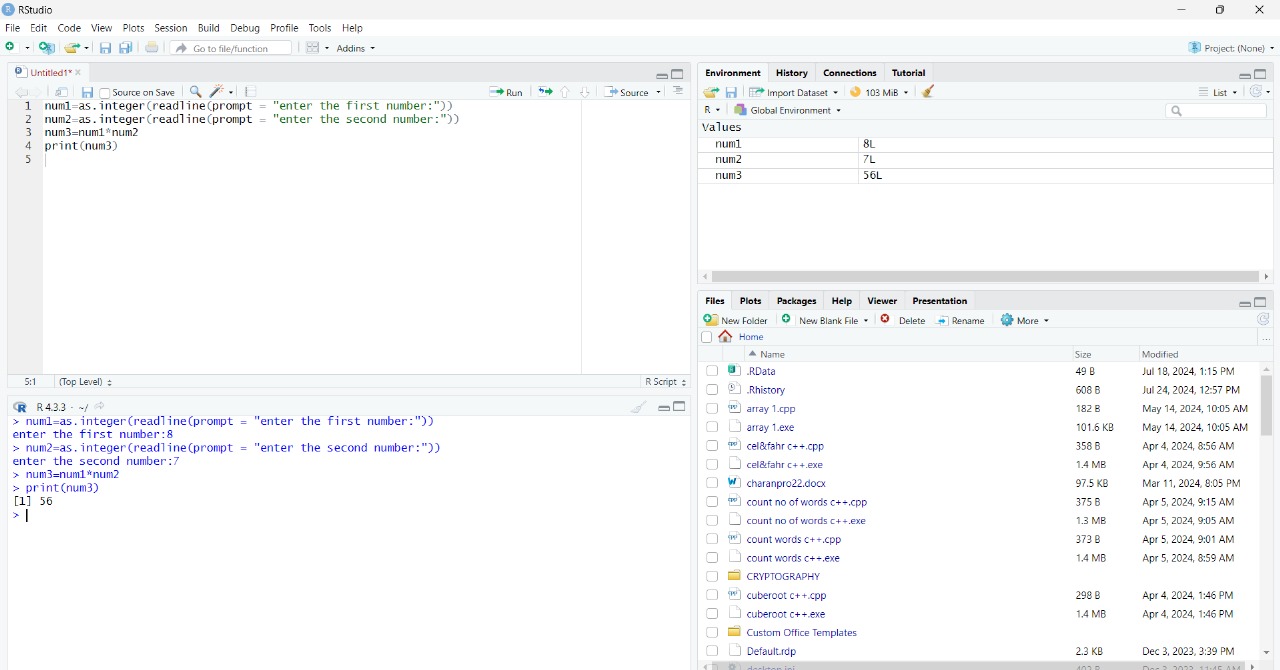 RStudio
File Edit Code View Plots Session Build Debug Profile Tools Help
Go to file/function Addins Project: (None)
Untitled1*
Source on Save Run Source
1 num1=as.integer(readline(prompt = "enter the first number:"))
2 num2=as.integer(readline(prompt = "enter the second number:"))
3 num3=num1*num2
4 print(num3)
5
5:1 (Top Level) R Script
R 4.3.3 · ~/
> num1=as.integer(readline(prompt = "enter the first number:"))
enter the first number:8
> num2=as.integer(readline(prompt = "enter the second number:"))
enter the second number:7
> num3=num1*num2
> print(num3)
[1] 56
>
Environment History Connections Tutorial
Import Dataset 103 MiB List
R Global Environment
Values
num1 8L
num2 7L
num3 56L
Files Plots Packages Help Viewer Presentation
New Folder New Blank File Delete Rename More
Home ...
Name Size Modified
.RData 49 B Jul 18, 2024, 1:15 PM
.Rhistory 608 B Jul 24, 2024, 12:57 PM
array 1.cpp 182 B May 14, 2024, 10:05 AM
array 1.exe 101.6 KB May 14, 2024, 10:05 AM
cel&fahr c++.cpp 358 B Apr 4, 2024, 8:56 AM
cel&fahr c++.exe 1.4 MB Apr 4, 2024, 9:56 AM
charanpro22.docx 97.5 KB Mar 11, 2024, 8:05 PM
count no of words c++.cpp 375 B Apr 5, 2024, 9:15 AM
count no of words c++.exe 1.3 MB Apr 5, 2024, 9:05 AM
count words c++.cpp 373 B Apr 5, 2024, 9:01 AM
count words c++.exe 1.4 MB Apr 5, 2024, 8:59 AM
CRYPTOGRAPHY
cuberoot c++.cpp 298 B Apr 4, 2024, 1:46 PM
cuberoot c++.exe 1.4 MB Apr 4, 2024, 1:46 PM
Custom Office Templates
Default.rdp 2.3 KB Dec 3, 2023, 3:39 PM